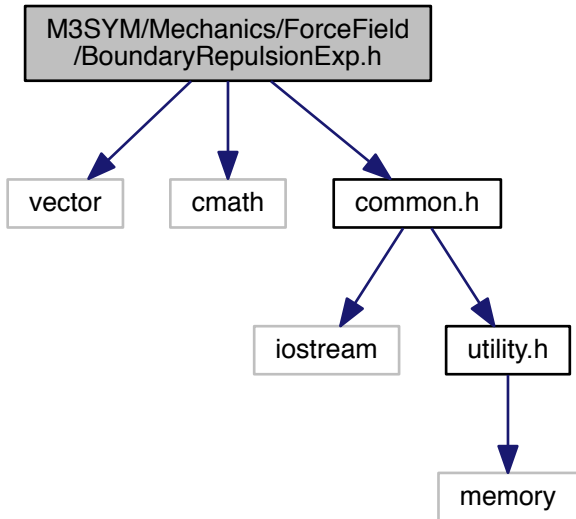 M3SYM/Mechanics/ForceField
/BoundaryRepulsionExp.h
vector
cmath
common.h
iostream
utility.h
memory